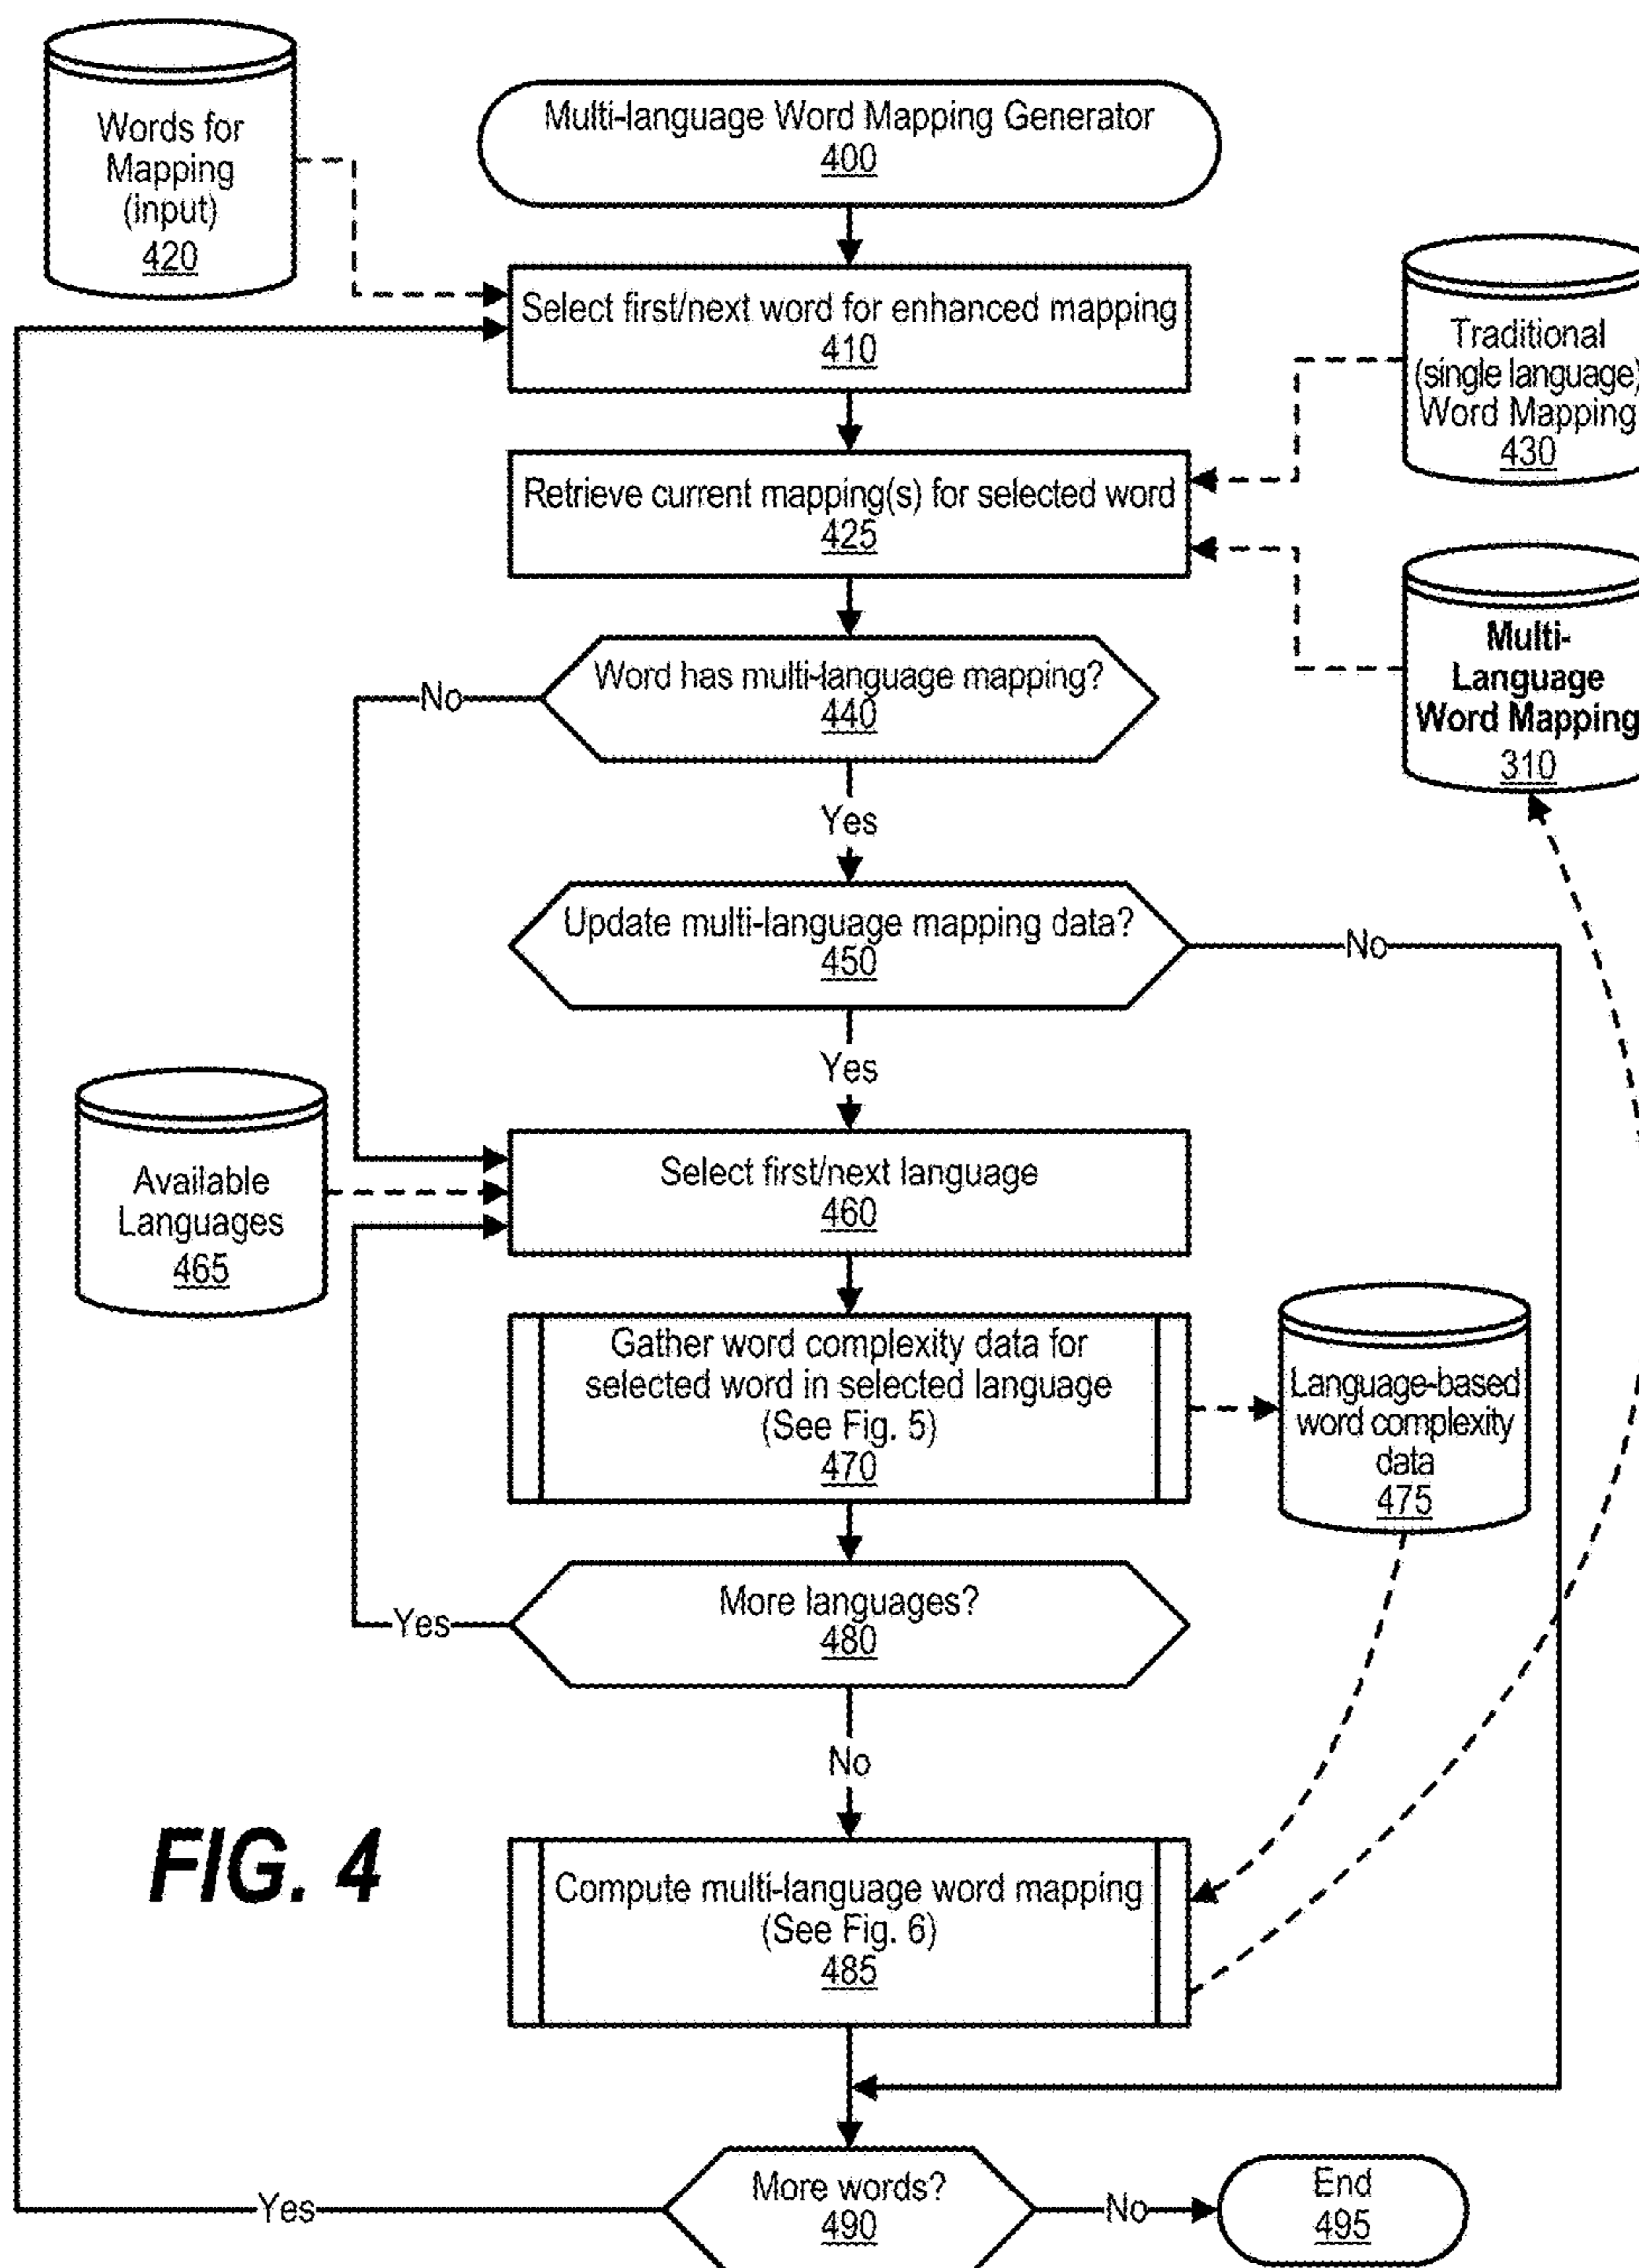 Words for
Mapping
(input)
420
Multi-language Word Mapping Generator
400
Select first/next word for enhanced mapping
410
Traditional
(single language)
Word Mapping
430
Retrieve current mapping(s) for selected word
425
Multi-
Language
Word Mapping
310
Word has multi-language mapping?
440
No
Yes
Update multi-language mapping data?
450
No
Yes
Available
Languages
465
Select first/next language
460
Gather word complexity data for
selected word in selected language
(See Fig. 5)
470
Language-based
word complexity
data
475
More languages?
480
Yes
No
FIG. 4
Compute multi-language word mapping
(See Fig. 6)
485
More words?
490
Yes
No
End
495